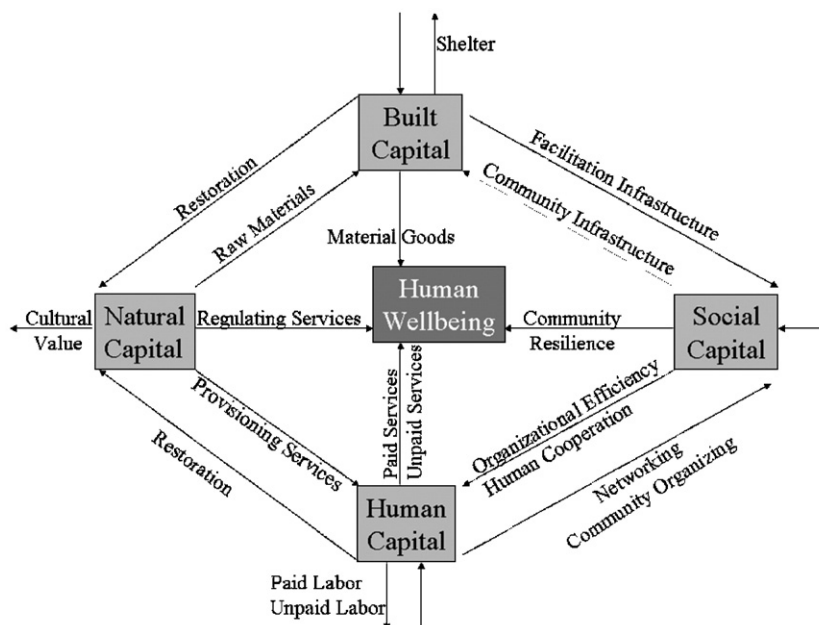 Shelter
Built
Capital
Restoration
Raw Materials
Facilitation Infrastructure
Community Infrastructure
Material Goods
Cultural
Value
Natural
Capital
Regulating Services
Human
Wellbeing
Community
Resilience
Social
Capital
Provisioning Services
Restoration
Paid Services
Unpaid Services
Organizational Efficiency
Human Cooperation
Networking
Community Organizing
Human
Capital
Paid Labor
Unpaid Labor